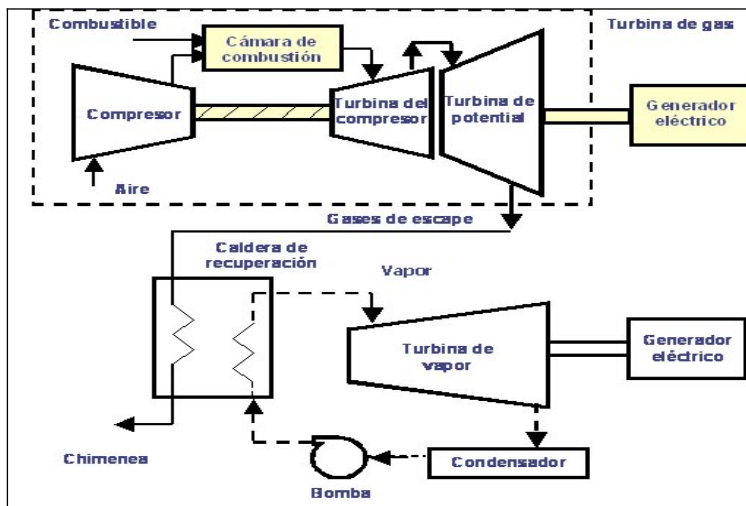 Combustible
Turbina de gas
Cámara de
combustión
Compresor
Turbina del
compresor
Turbina de
potential
Generador
eléctrico
Aire
Gases de escape
Caldera de
recuperación
Vapor
Turbina de
vapor
Generador
eléctrico
Chimenea
Bomba
Condensador